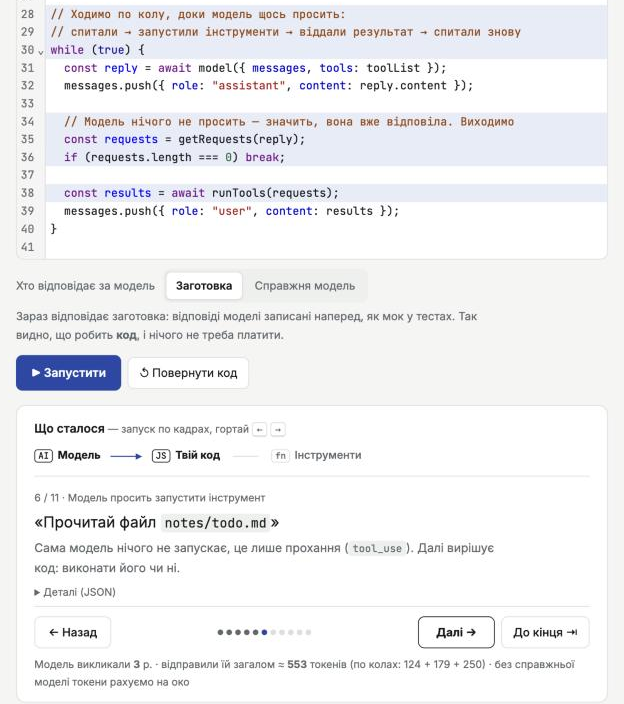 28 // Ходимо по колу, доки модель щось просить:
29 // спитали → запустили інструменти → віддали результат → спитали знову
30 while (true) {
31 const reply = await model({ messages, tools: toolList });
32 messages.push({ role: "assistant", content: reply.content });
33
34 // Модель нічого не просить — значить, вона вже відповіла. Виходимо
35 const requests = getRequests(reply);
36 if (requests.length === 0) break;
37
38 const results = await runTools(requests);
39 messages.push({ role: "user", content: results });
40 }
41
Хто відповідає за модель Заготовка Справжня модель
Зараз відповідає заготовка: відповіді моделі записані наперед, як мок у тестах. Так
видно, що робить код, і нічого не треба платити.
▶ Запустити ↺ Повернути код
Що сталося — запуск по кадрах, гортай ← →
AI Модель → JS Твій код fn Інструменти
6 / 11 · Модель просить запустити інструмент
«Прочитай файл notes/todo.md»
Сама модель нічого не запускає, це лише прохання ( tool_use ). Далі вирішує
код: виконати його чи ні.
▶ Деталі (JSON)
← Назад Далі → До кінця ⇥
Модель викликали 3 р. · відправили їй загалом ≈ 553 токенів (по колах: 124 + 179 + 250) · без справжньої
моделі токени рахуємо на око